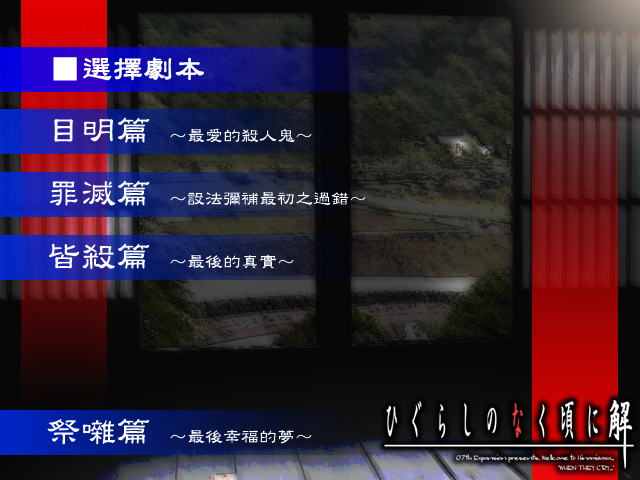 ■選擇劇本
目明篇 ～最愛的殺人鬼～
罪滅篇 ～設法彌補最初之過錯～
皆殺篇 ～最後的真實～
祭囃篇 ～最後幸福的夢～
ひぐらしのなく頃に解
07th Expansion presents. Welcome to Hinamizawa...
"WHEN THEY CRY..."